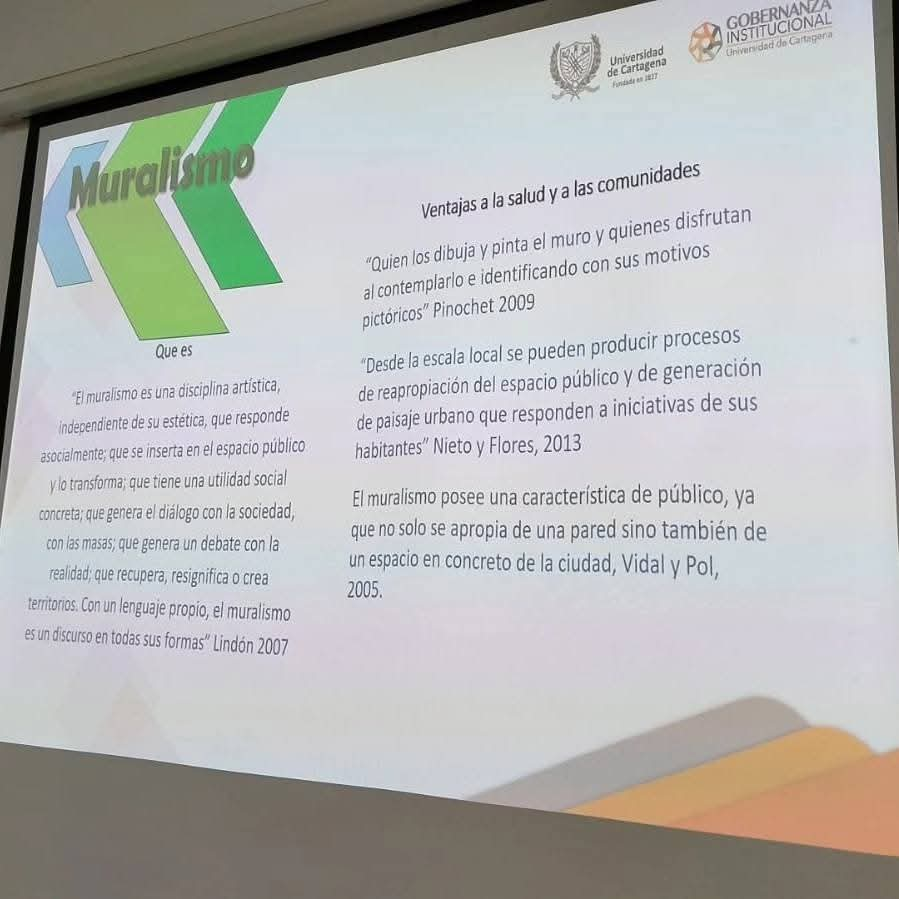 Universidad
de Cartagena
Fundada en 1827
GOBERNANZA
INSTITUCIONAL
Universidad de Cartagena
Muralismo
Que es
“El muralismo es una disciplina artística,
independiente de su estética, que responde
asocialmente; que se inserta en el espacio público
y lo transforma; que tiene una utilidad social
concreta; que genera el diálogo con la sociedad,
con las masas; que genera un debate con la
realidad; que recupera, resignifica o crea
territorios. Con un lenguaje propio, el muralismo
es un discurso en todas sus formas” Lindón 2007
Ventajas a la salud y a las comunidades
“Quien los dibuja y pinta el muro y quienes disfrutan
al contemplarlo e identificando con sus motivos
pictóricos” Pinochet 2009
“Desde la escala local se pueden producir procesos
de reapropiación del espacio público y de generación
de paisaje urbano que responden a iniciativas de sus
habitantes” Nieto y Flores, 2013
El muralismo posee una característica de público, ya
que no solo se apropia de una pared sino también de
un espacio en concreto de la ciudad, Vidal y Pol,
2005.